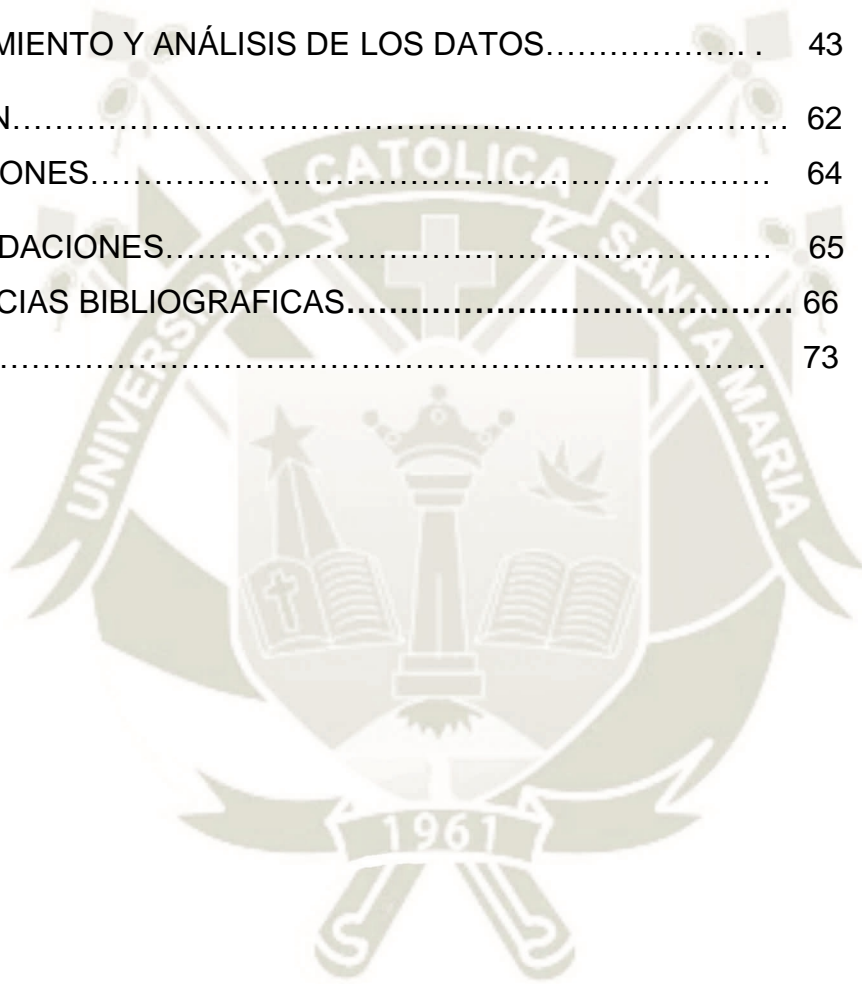 MIENTO Y ANÁLISIS DE LOS DATOS……………….. . 43
N………………………………………………………………….. 62
ONES…………………………………………………………… 64
DACIONES…………………………………………………… 65
CIAS BIBLIOGRAFICAS…………………………………….. 66
………………………………………………………………… 73
UNIVERSIDAD CATOLICA SANTA MARIA
1961